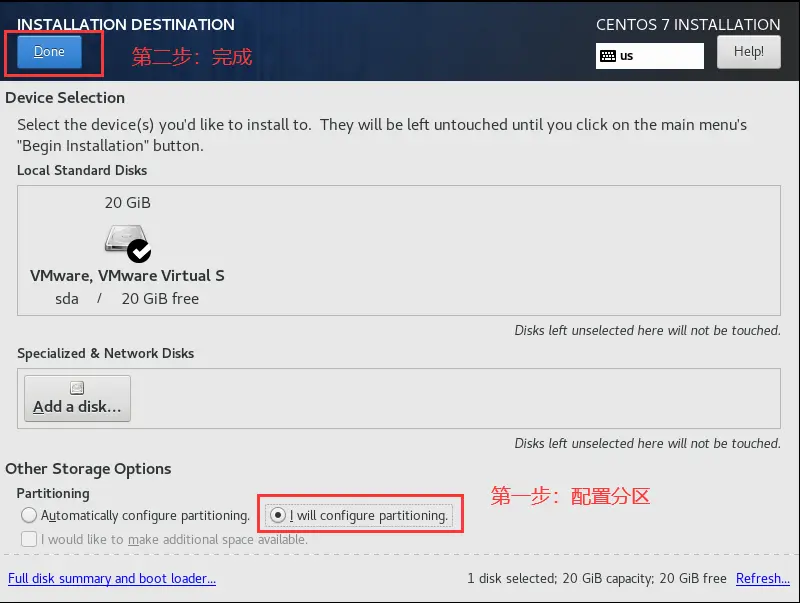 INSTALLATION DESTINATION
CENTOS 7 INSTALLATION
Done
第二步：完成
us
Help!
Device Selection
Select the device(s) you'd like to install to.  They will be left untouched until you click on the main menu's
"Begin Installation" button.
Local Standard Disks
20 GiB
VMware, VMware Virtual S
sda / 20 GiB free
Disks left unselected here will not be touched.
Specialized & Network Disks
Add a disk...
Disks left unselected here will not be touched.
Other Storage Options
第一步：配置分区
Partitioning
Automatically configure partitioning.
I will configure partitioning.
I would like to make additional space available.
Full disk summary and boot loader...
1 disk selected; 20 GiB capacity; 20 GiB free
Refresh...